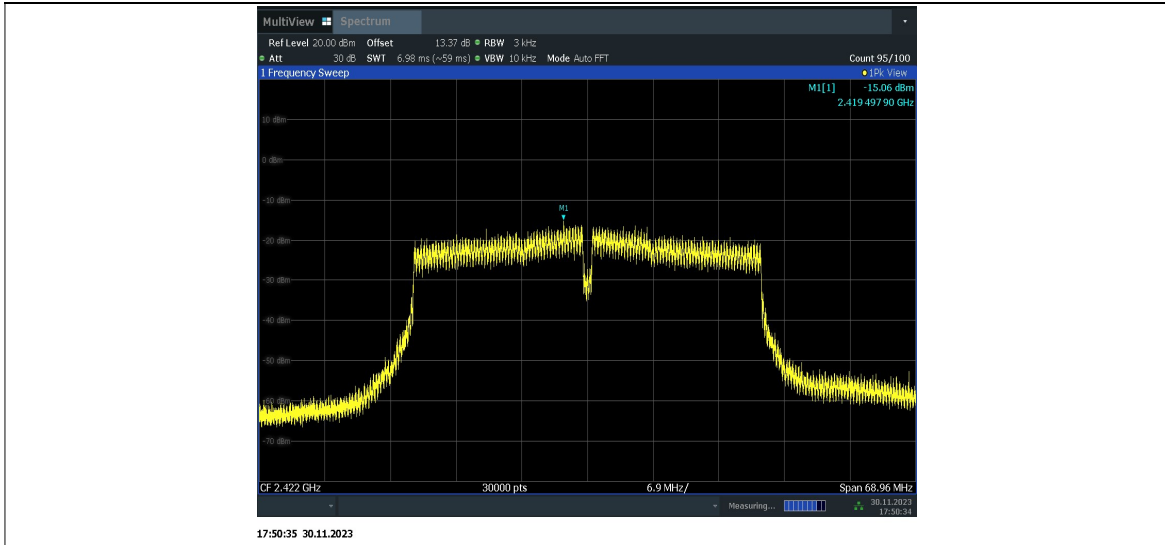 MultiView Spectrum
Ref Level 20.00 dBm Offset 13.37 dB RBW 3 kHz
Att 30 dB SWT 6.98 ms (~59 ms) VBW 10 kHz Mode Auto FFT Count 95/100
1 Frequency Sweep 1Pk View
M1[1] -15.06 dBm
2.419 497 90 GHz
10 dBm
0 dBm
-10 dBm
M1
-20 dBm
-30 dBm
-40 dBm
-50 dBm
-60 dBm
-70 dBm
CF 2.422 GHz 30000 pts 6.9 MHz/ Span 68.96 MHz
Measuring... 30.11.2023
17:50:34
17:50:35 30.11.2023